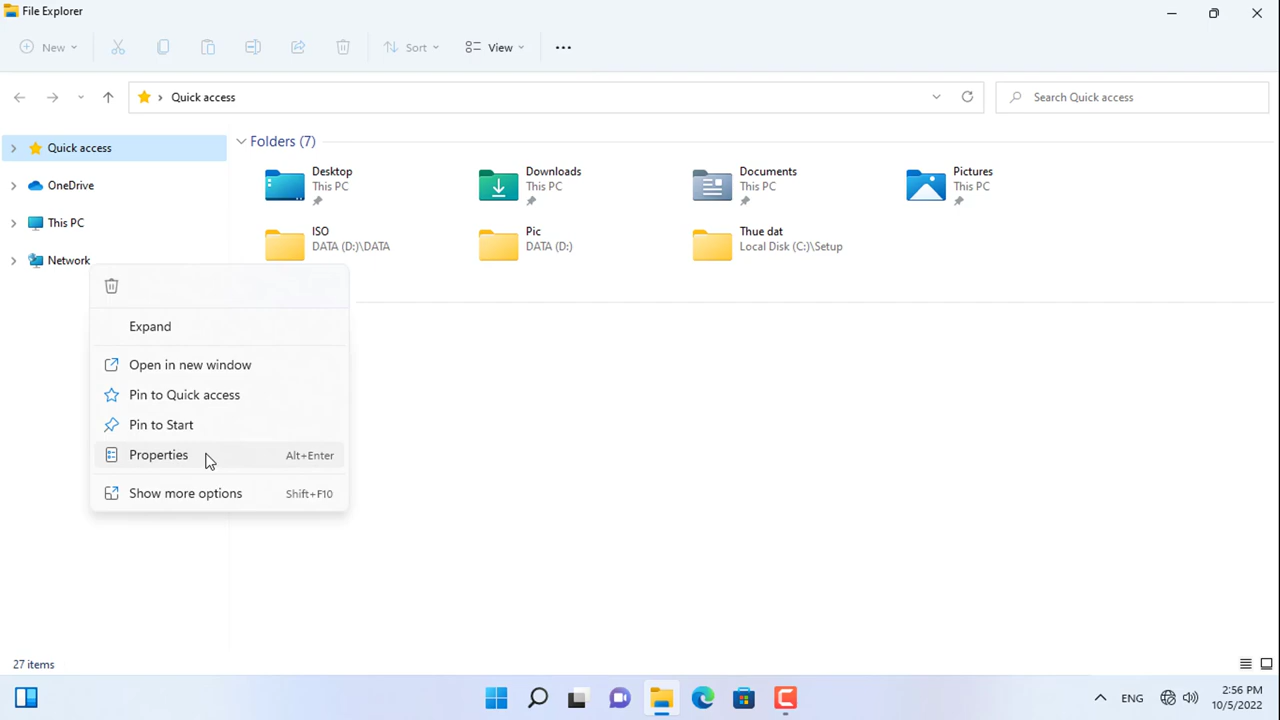 File Explorer
New
Sort
View
Quick access
Search Quick access
Quick access
OneDrive
This PC
Network
Folders (7)
Desktop
This PC
Downloads
This PC
Documents
This PC
Pictures
This PC
ISO
DATA (D:)\DATA
Pic
DATA (D:)
Thue dat
Local Disk (C:)\Setup
Expand
Open in new window
Pin to Quick access
Pin to Start
Properties Alt+Enter
Show more options Shift+F10
27 items
ENG
2:56 PM
10/5/2022